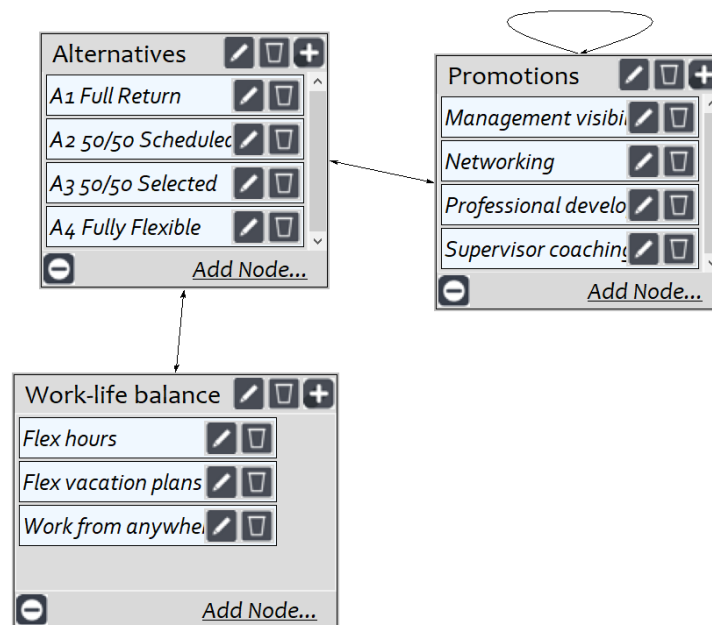 Alternatives
A1 Full Return
A2 50/50 Scheduled
A3 50/50 Selected
A4 Fully Flexible
Add Node...
Promotions
Management visibi
Networking
Professional develo
Supervisor coaching
Add Node...
Work-life balance
Flex hours
Flex vacation plans
Work from anywhe
Add Node...